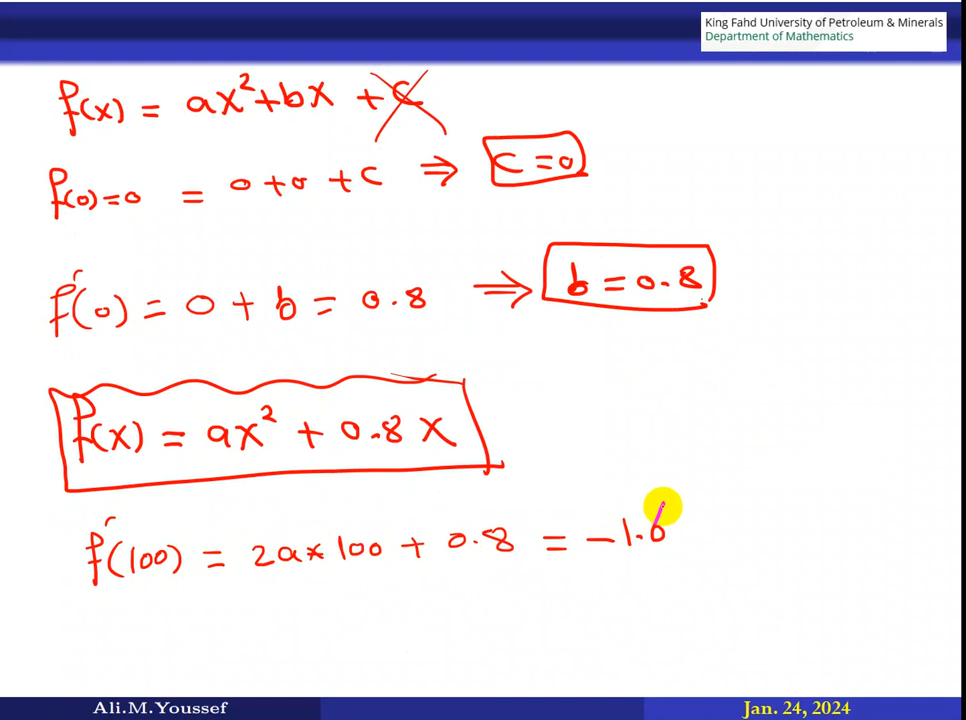 King Fahd University of Petroleum & Minerals
Department of Mathematics
f(x) = ax² + bx + c
f(0)=0 = 0+0+c ⇒ c=0
f'(0) = 0 + b = 0.8 ⇒ b = 0.8
f(x) = ax² + 0.8x
f'(100) = 2a×100 + 0.8 = -1.6
Ali.M.Youssef
Jan. 24, 2024